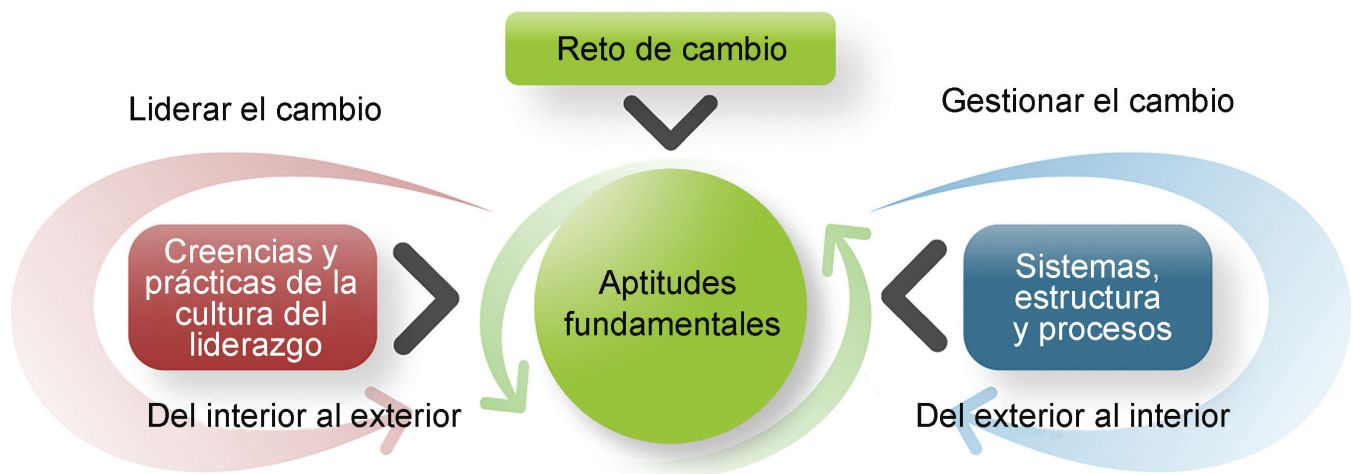 Reto de cambio
Liderar el cambio
Gestionar el cambio
Creencias y
prácticas de la
cultura del
liderazgo
Aptitudes
fundamentales
Sistemas,
estructura
y procesos
Del interior al exterior
Del exterior al interior